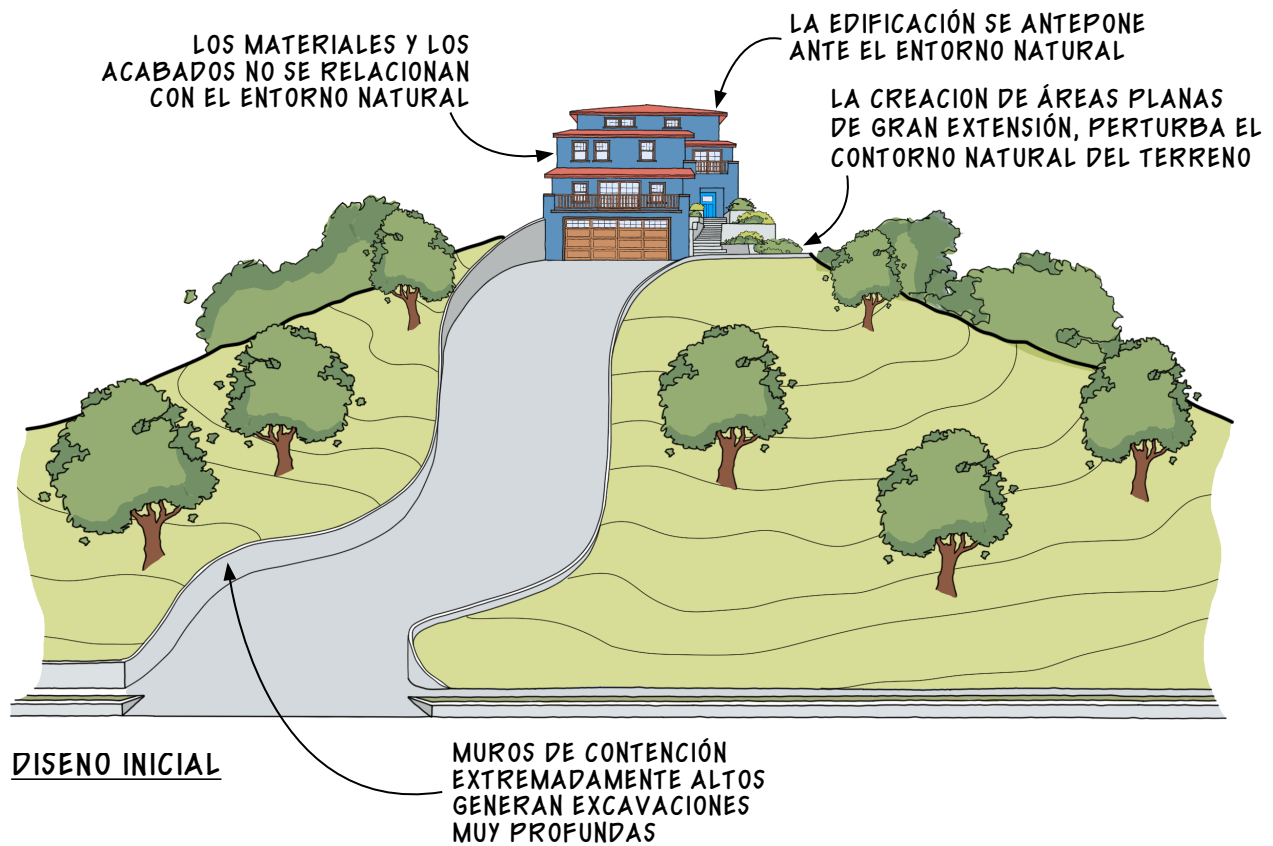 LOS MATERIALES Y LOS
ACABADOS NO SE RELACIONAN
CON EL ENTORNO NATURAL
LA EDIFICACIÓN SE ANTEPONE
ANTE EL ENTORNO NATURAL
LA CREACION DE ÁREAS PLANAS
DE GRAN EXTENSIÓN, PERTURBA EL
CONTORNO NATURAL DEL TERRENO
DISENO INICIAL
MUROS DE CONTENCIÓN
EXTREMADAMENTE ALTOS
GENERAN EXCAVACIONES
MUY PROFUNDAS